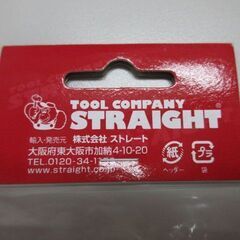 TOOL COMPANY
STRAIGHT®
輸入・発売元 株式会社 ストレート
大阪府東大阪市加納4-10-20
TEL.0120-34-1
www.straight.co.
紙
ヘッダー
プラ
袋